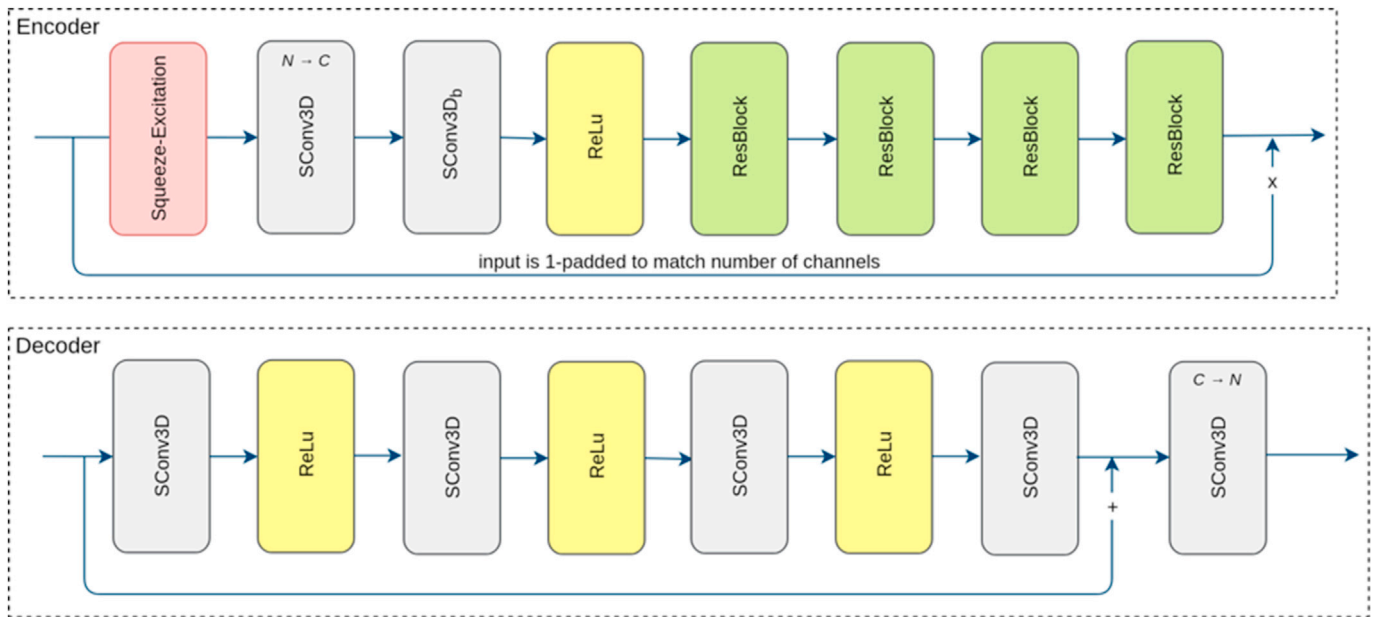 Encoder
Squeeze-Excitation
N → C
SConv3D
SConv3D_b
ReLu
ResBlock
ResBlock
ResBlock
ResBlock
x
input is 1-padded to match number of channels
Decoder
SConv3D
ReLu
SConv3D
ReLu
SConv3D
ReLu
SConv3D
+
C → N
SConv3D